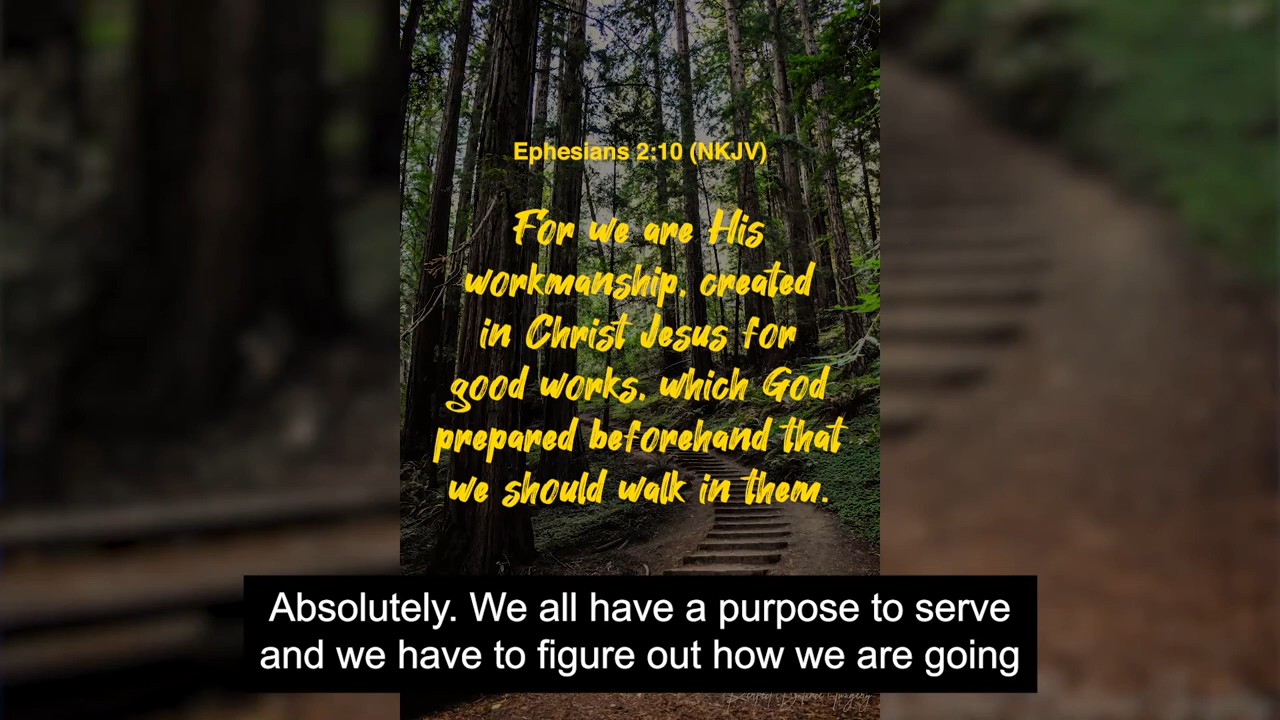 Ephesians 2:10 (NKJV)
For we are His
workmanship, created
in Christ Jesus for
good works, which God
prepared beforehand that
we should walk in them.
Absolutely. We all have a purpose to serve
and we have to figure out how we are going